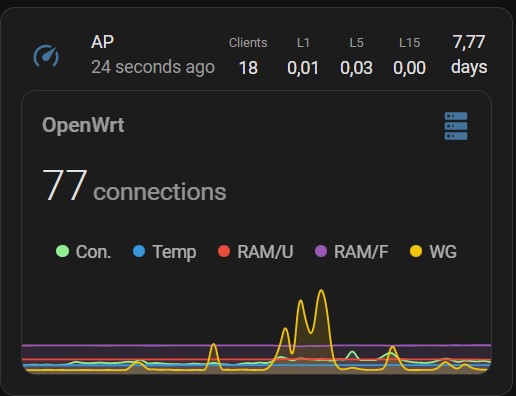 AP
24 seconds ago
Clients L1 L5 L15 7,77
18 0,01 0,03 0,00 days
OpenWrt
77 connections
Con. Temp RAM/U RAM/F WG